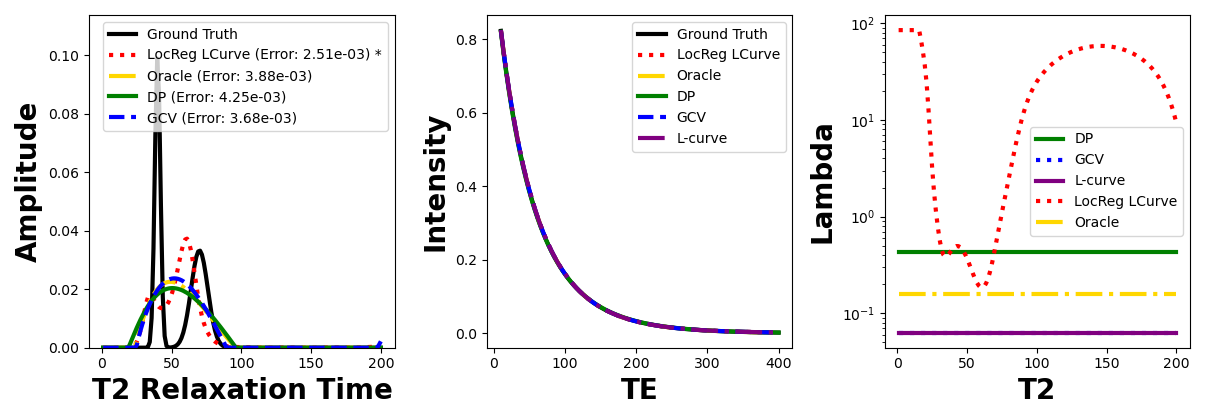 Amplitude
0.00
0.02
0.04
0.06
0.08
0.10
Ground Truth
LocReg LCurve (Error: 2.51e-03) *
Oracle (Error: 3.88e-03)
DP (Error: 4.25e-03)
GCV (Error: 3.68e-03)
0 50 100 150 200
T2 Relaxation Time
Intensity
0.8
0.6
0.4
0.2
0.0
Ground Truth
LocReg LCurve
Oracle
DP
GCV
L-curve
0 100 200 300 400
TE
Lambda
10²
10¹
10⁰
10⁻¹
DP
GCV
L-curve
LocReg LCurve
Oracle
0 50 100 150 200
T2